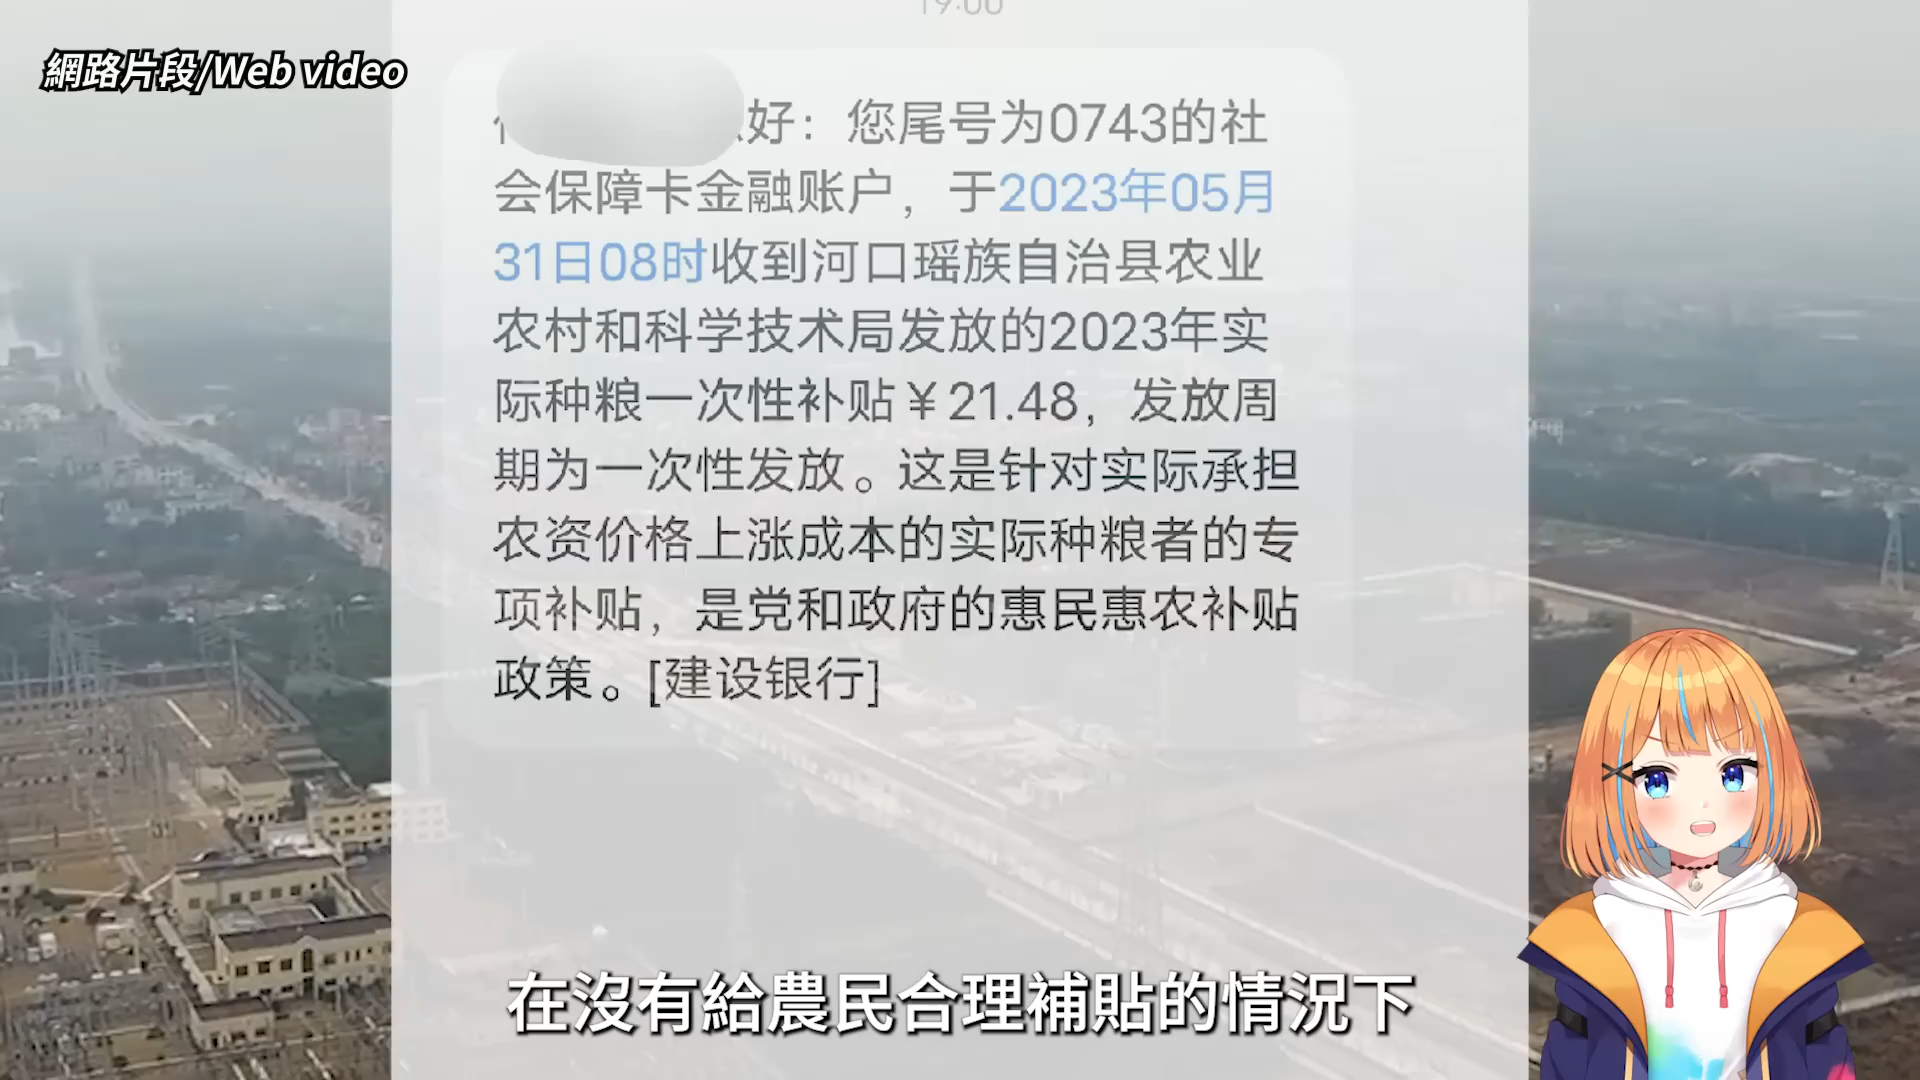 19:00
網路片段/Web video
好：您尾号为0743的社
会保障卡金融账户，于2023年05月
31日08时收到河口瑶族自治县农业
农村和科学技术局发放的2023年实
际种粮一次性补贴￥21.48，发放周
期为一次性发放。这是针对实际承担
农资价格上涨成本的实际种粮者的专
项补贴，是党和政府的惠民惠农补贴
政策。[建设银行]
在沒有給農民合理補貼的情況下